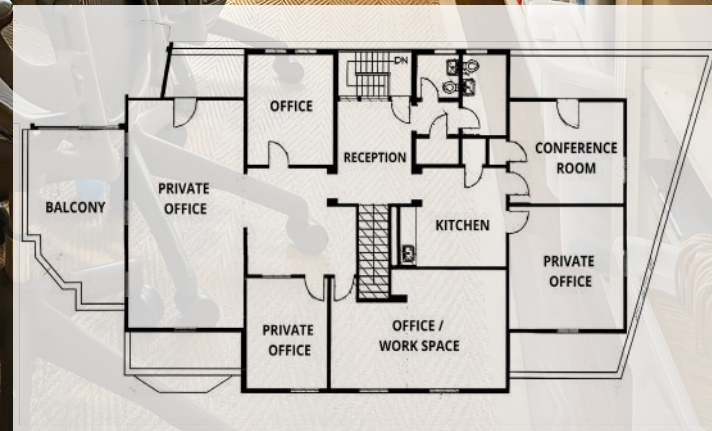 DN
OFFICE
RECEPTION
CONFERENCE
ROOM
PRIVATE
OFFICE
BALCONY
KITCHEN
PRIVATE
OFFICE
PRIVATE
OFFICE
OFFICE /
WORK SPACE